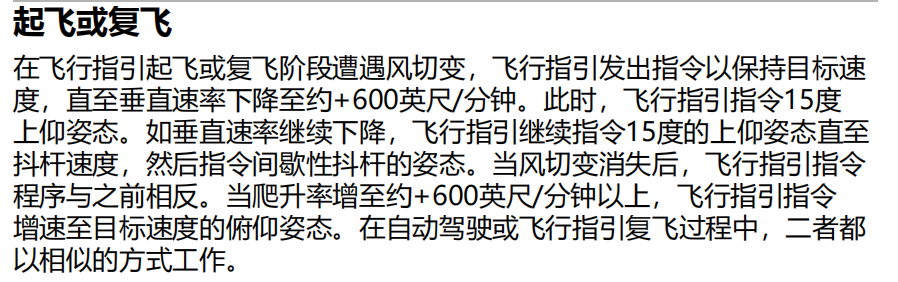 起飞或复飞
在飞行指引起飞或复飞阶段遭遇风切变，飞行指引发出指令以保持目标速
度，直至垂直速率下降至约+600英尺/分钟。此时，飞行指引指令15度
上仰姿态。如垂直速率继续下降，飞行指引继续指令15度的上仰姿态直至
抖杆速度，然后指令间歇性抖杆的姿态。当风切变消失后，飞行指引指令
程序与之前相反。当爬升率增至约+600英尺/分钟以上，飞行指引指令
增速至目标速度的俯仰姿态。在自动驾驶或飞行指引复飞过程中，二者都
以相似的方式工作。